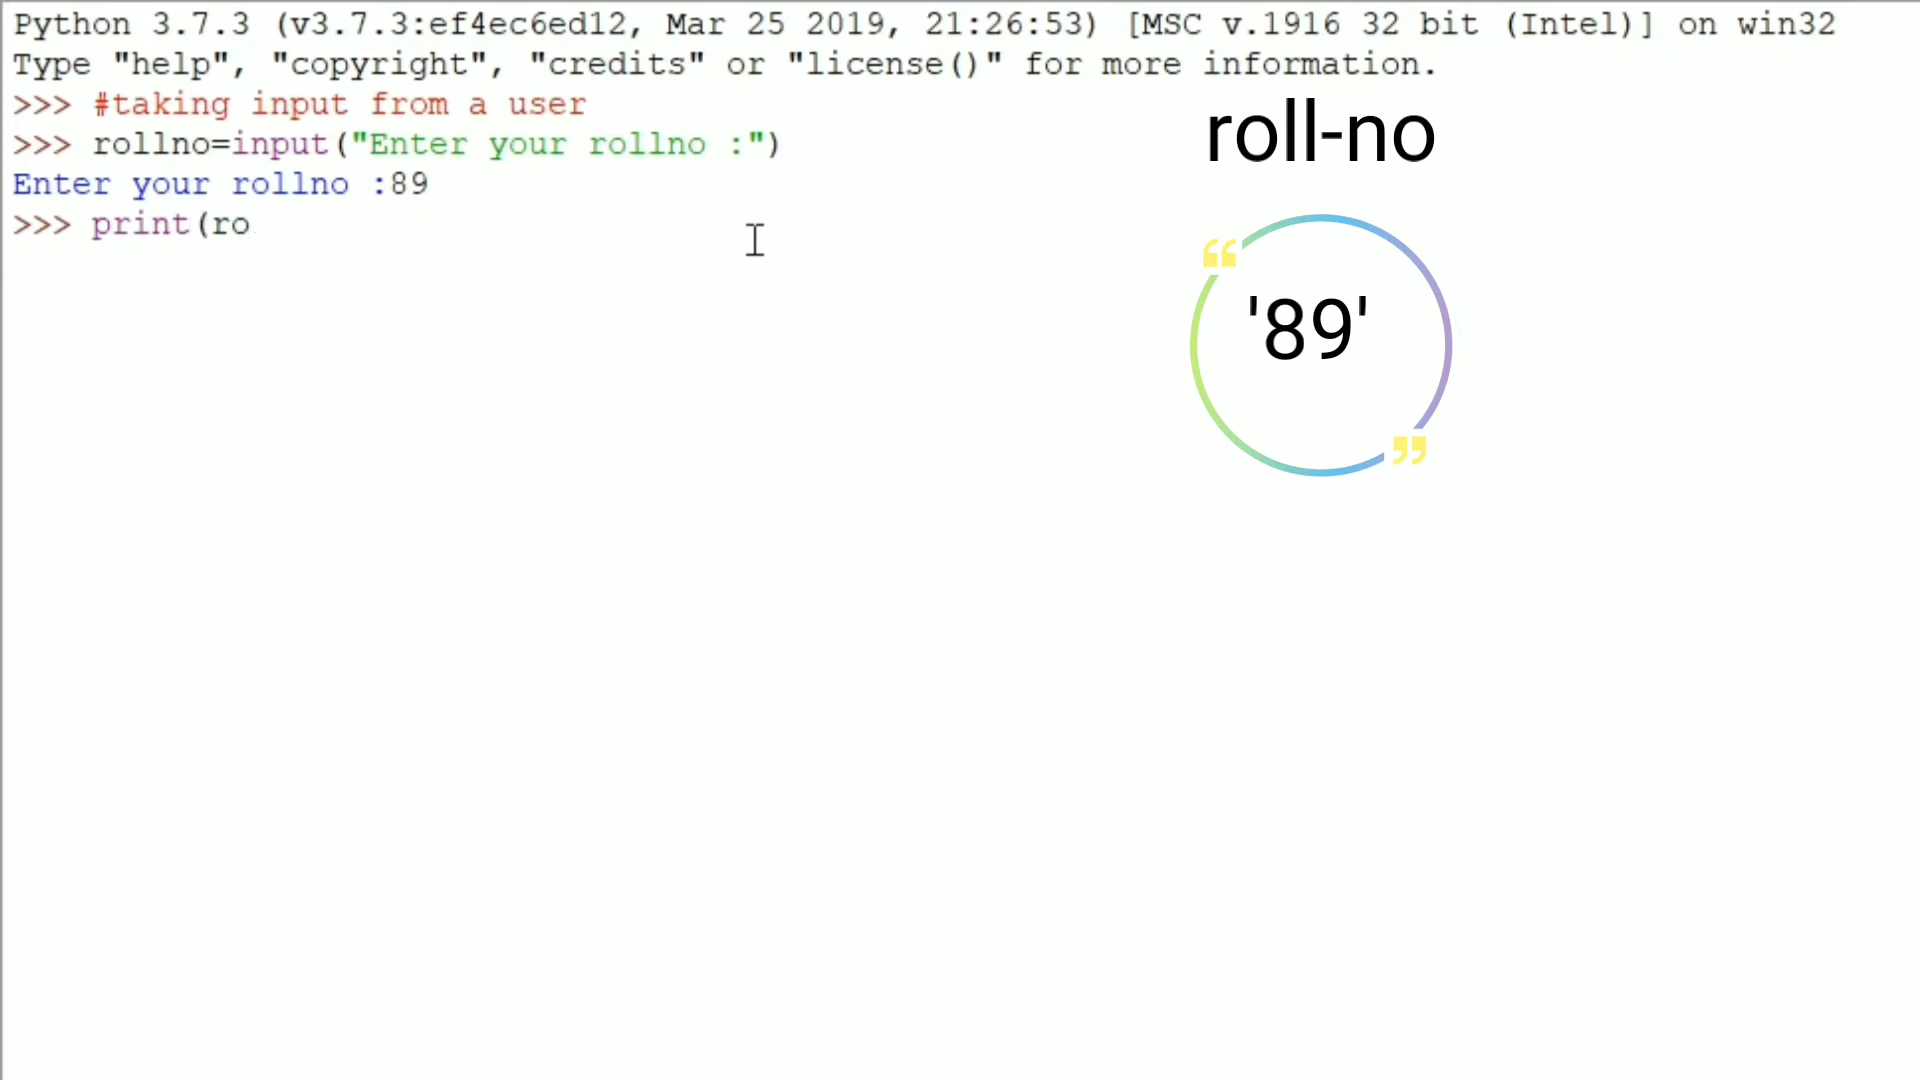 Python 3.7.3 (v3.7.3:ef4ec6ed12, Mar 25 2019, 21:26:53) [MSC v.1916 32 bit (Intel)] on win32
Type "help", "copyright", "credits" or "license()" for more information.
>>> #taking input from a user
>>> rollno=input("Enter your rollno :")
Enter your rollno :89
>>> print(ro
roll-no
“
'89'
”